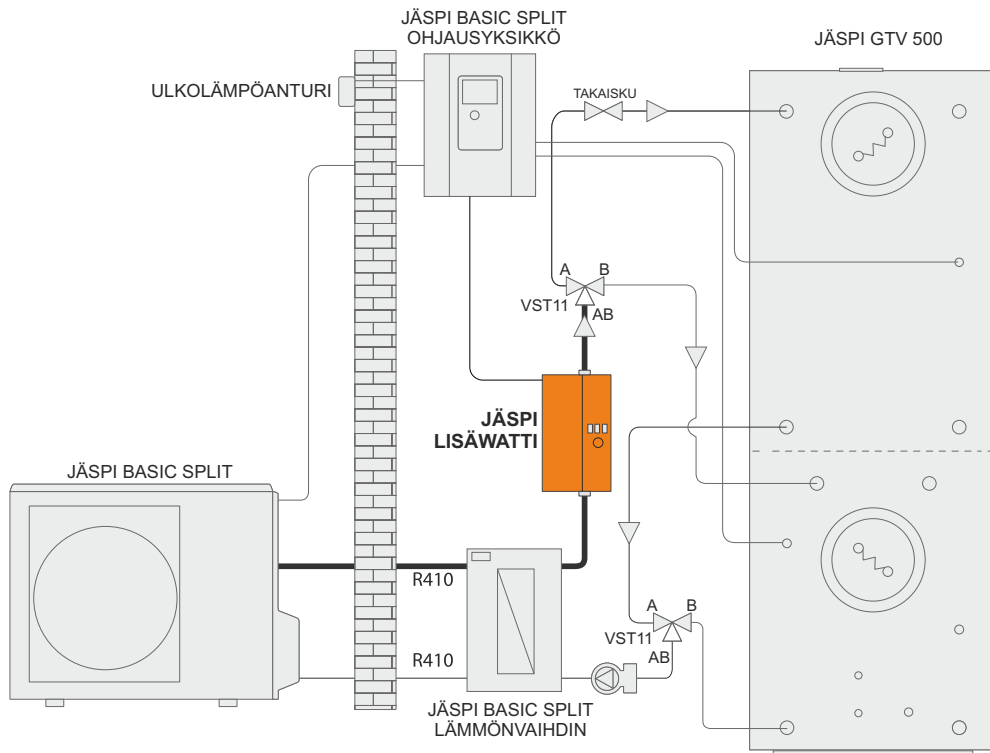 JÄSPI BASIC SPLIT
OHJAUSYKSIKKÖ
JÄSPI GTV 500
ULKOLÄMPÖANTURI
TAKAISKU
A
B
VST11
AB
JÄSPI
LISÄWATTI
JÄSPI BASIC SPLIT
R410
A
B
VST11
AB
R410
JÄSPI BASIC SPLIT
LÄMMÖNVAIHDIN